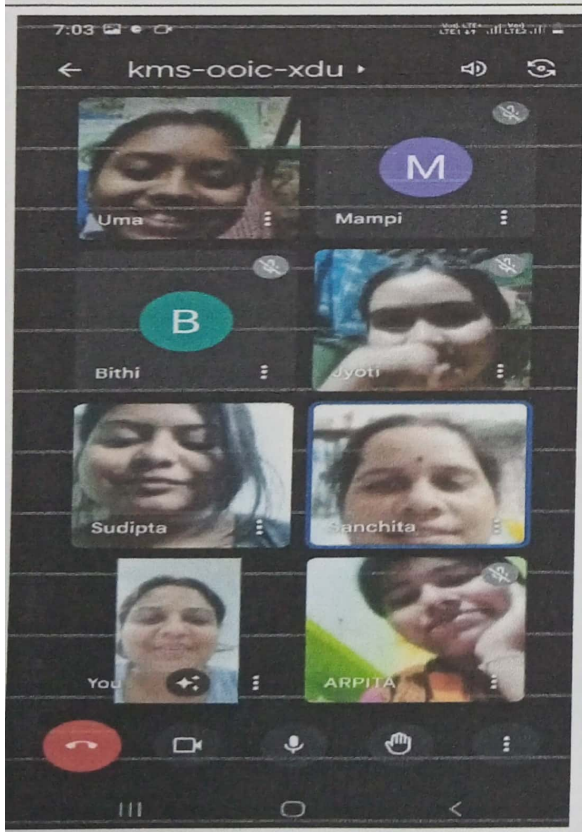 7:03
kms-ooic-xdu
Uma
M
Mampi
B
Bithi
Jyoti
Sudipta
Sanchita
You
ARPITA